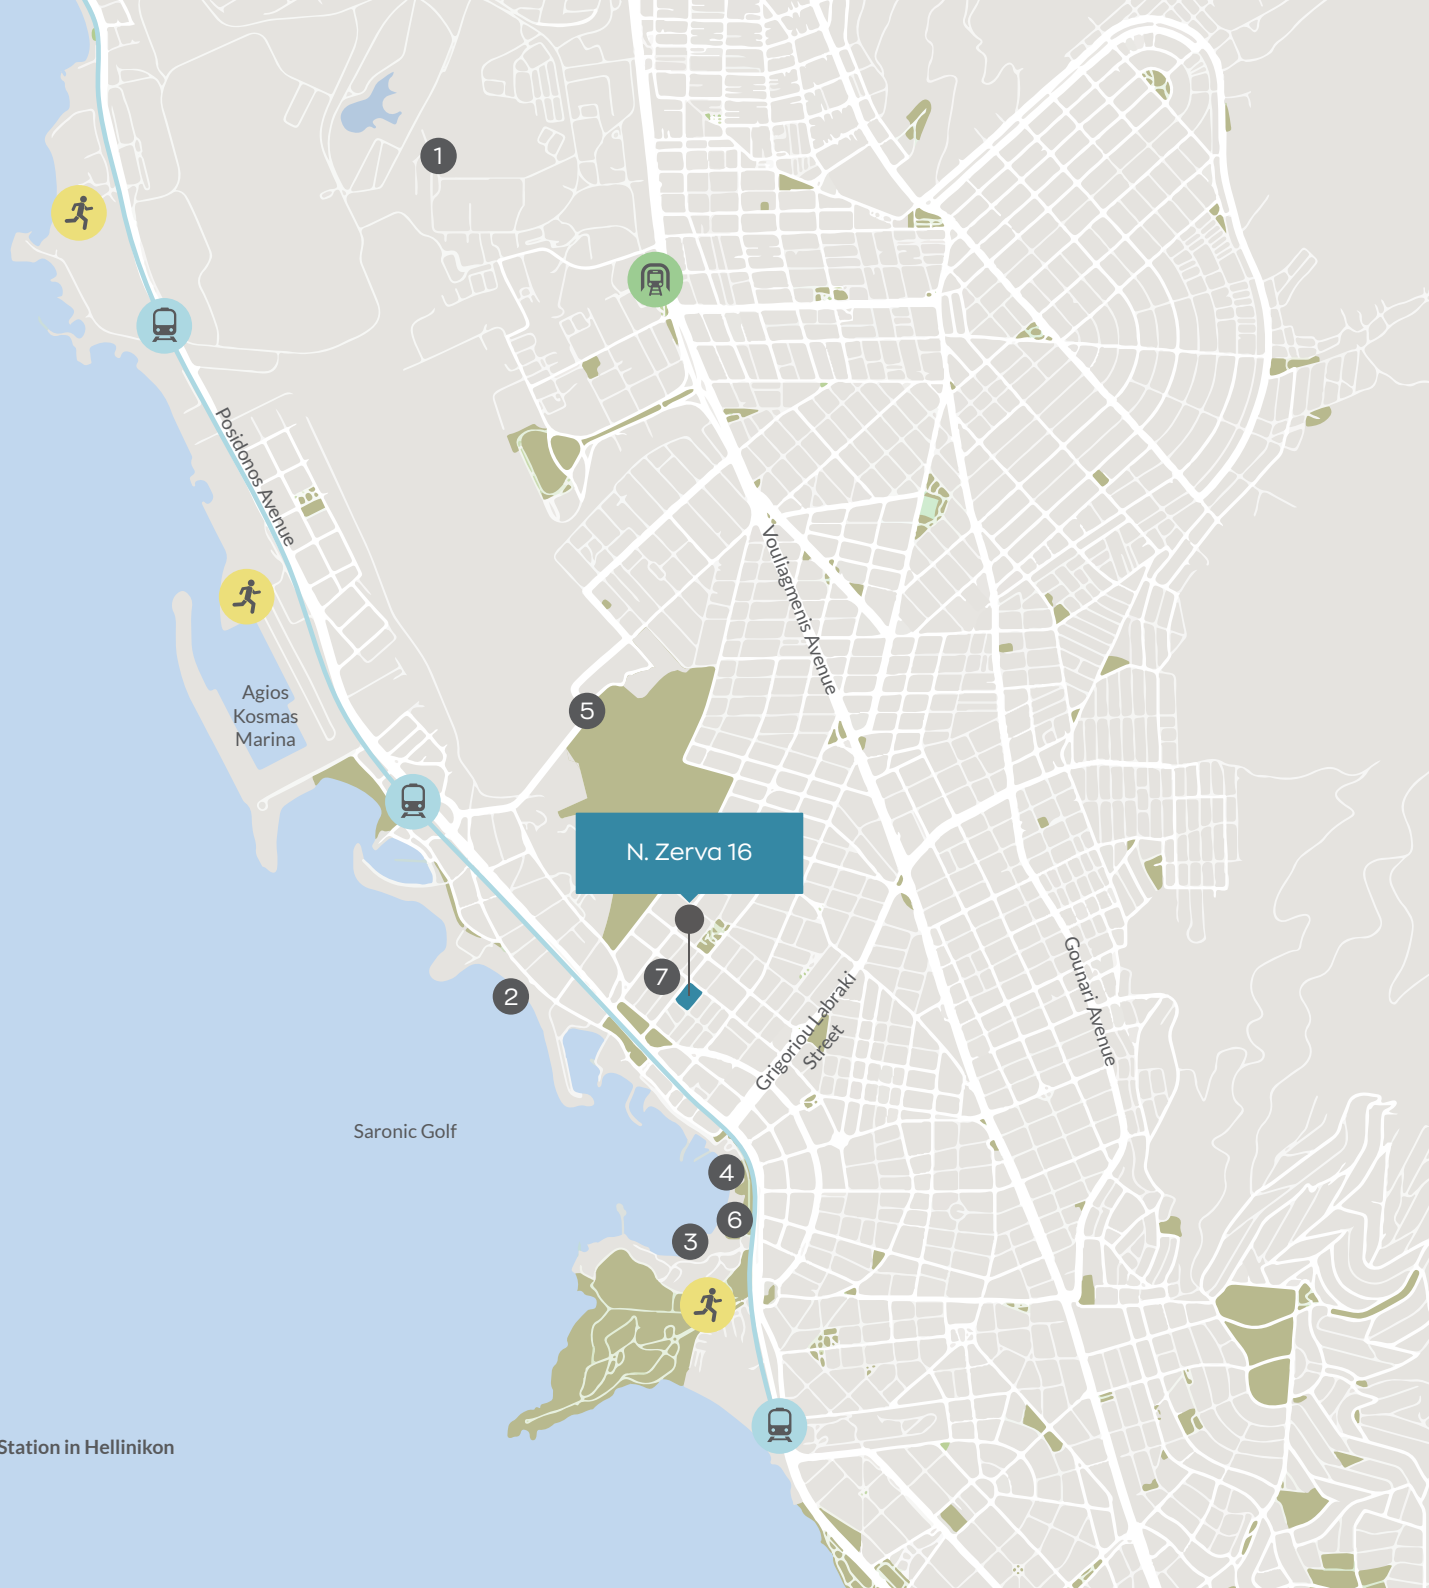 1
Posidonos Avenue
Vouliagmenis Avenue
Agios
Kosmas
Marina
5
N. Zerva 16
7
2
Grigoriou Labraki
Street
Gounari Avenue
Saronic Golf
4
6
3
Station in Hellinikon